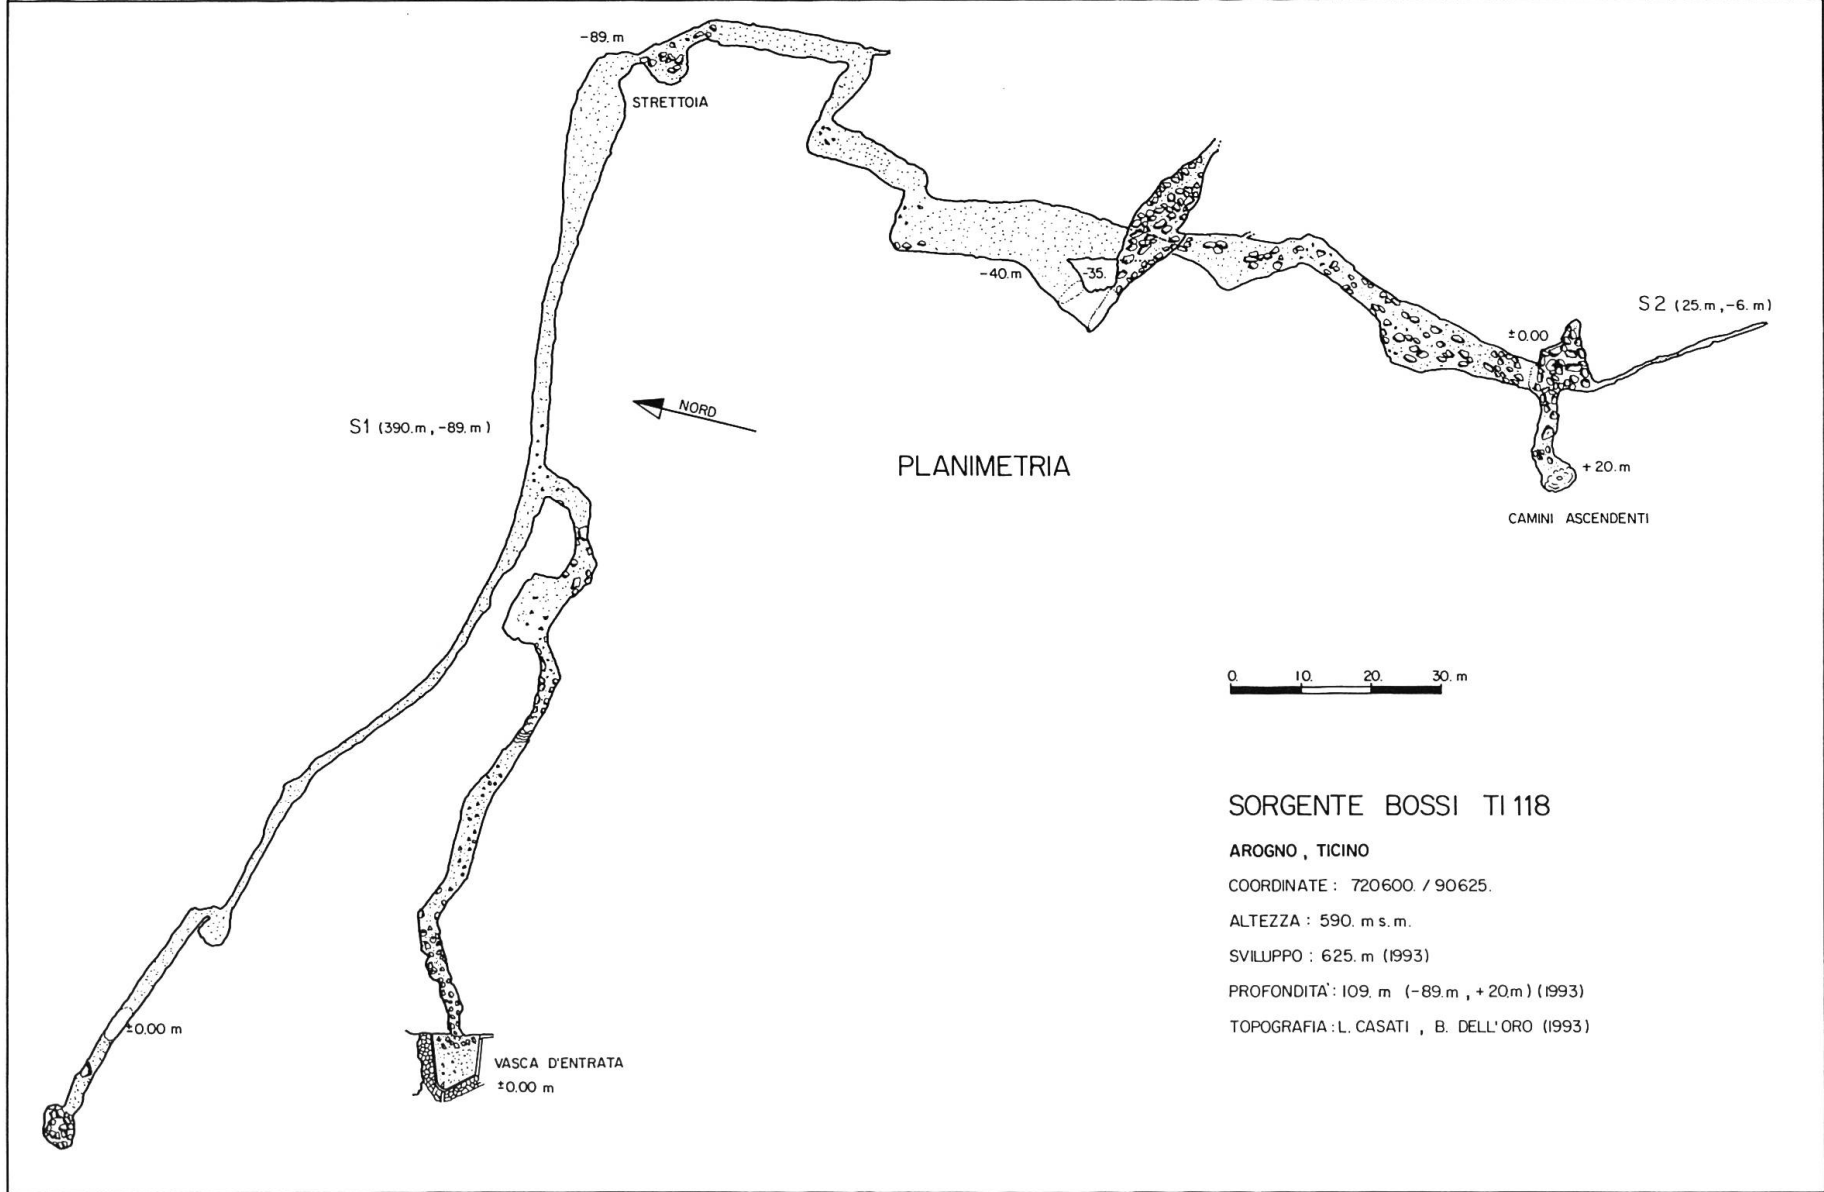 -89. m
STRETTOIA
-40. m
-35.
S2 (25. m, -6. m)
±0.00
+ 20. m
CAMINI ASCENDENTI
NORD
S1 (390. m, -89. m)
PLANIMETRIA
0. 10. 20. 30. m
±0.00 m
VASCA D'ENTRATA
±0.00 m
SORGENTE BOSSI TI 118
AROGNO, TICINO
COORDINATE: 720600. / 90625.
ALTEZZA: 590. m s.m.
SVILUPPO: 625. m (1993)
PROFONDITA': 109. m (-89.m, +20.m) (1993)
TOPOGRAFIA: L. CASATI, B. DELL'ORO (1993)